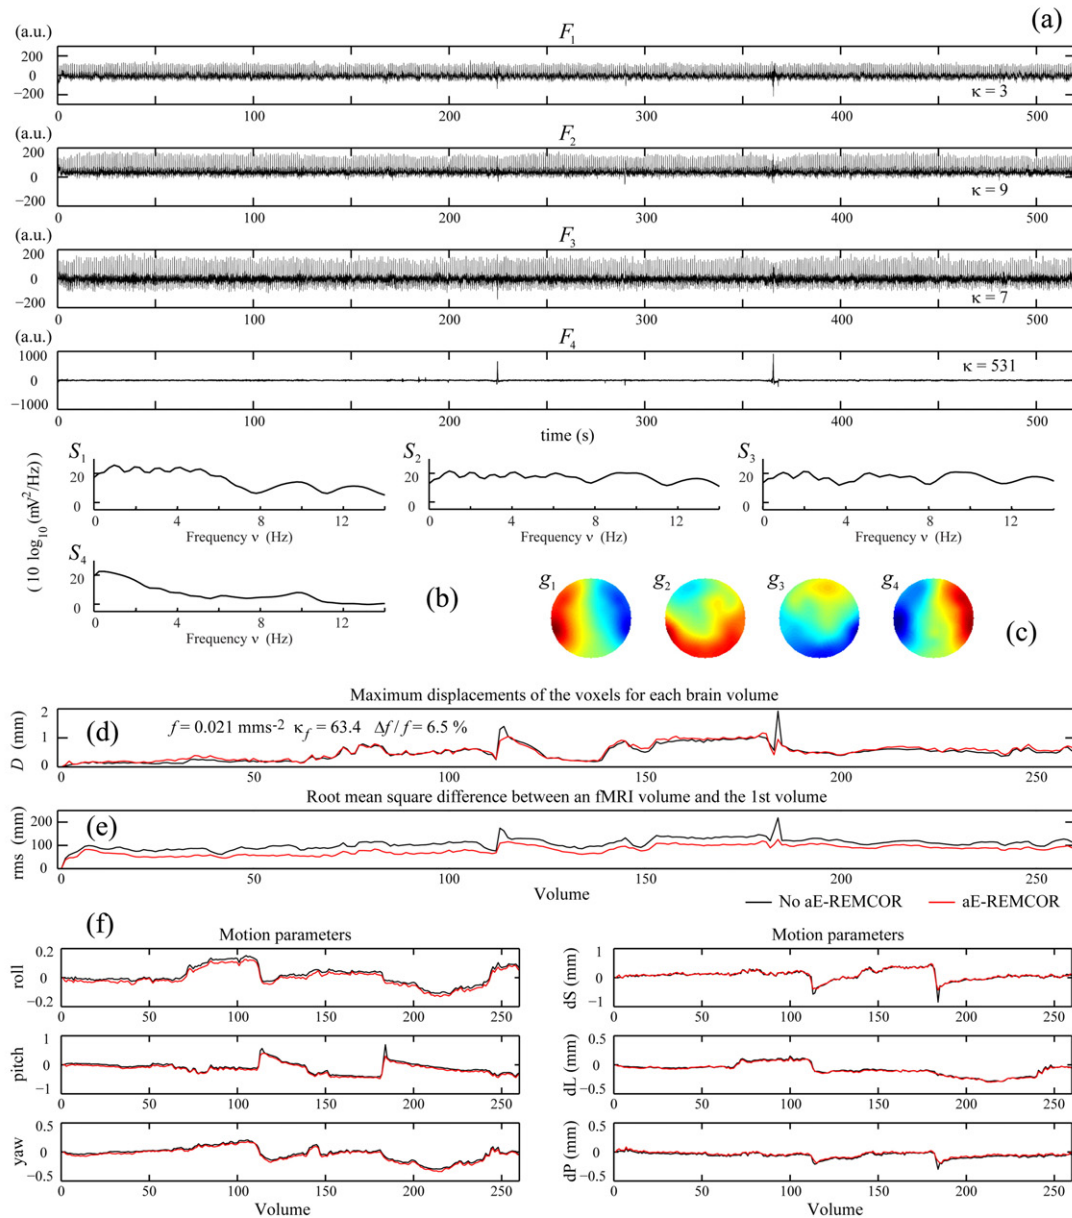 (a)
(a.u.)
F1
200
0
−200
0 100 200 300 400 500
κ = 3
(a.u.)
F2
200
0
−200
0 100 200 300 400 500
κ = 9
(a.u.)
F3
200
0
−200
0 100 200 300 400 500
κ = 7
(a.u.)
F4
1000
0
−1000
0 100 200 300 400 500
κ = 531
time (s)
( 10 log10 (mV2/Hz))
S1
20
0
0 4 8 12
Frequency ν (Hz)
S2
20
0
0 4 8 12
Frequency ν (Hz)
S3
20
0
0 4 8 12
Frequency ν (Hz)
S4
20
0
0 4 8 12
Frequency ν (Hz)
(b)
g1 g2 g3 g4
(c)
Maximum displacements of the voxels for each brain volume
(d)
f = 0.021 mms-2 κf = 63.4 Δf / f = 6.5 %
D (mm)
2
1
0
0 50 100 150 200 250
Root mean square difference between an fMRI volume and the 1st volume
(e)
rms (mm)
200
100
0
0 50 100 150 200 250
Volume
No aE-REMCOR aE-REMCOR
(f)
Motion parameters
roll
0.2
0
−0.2
0 50 100 150 200 250
pitch
1
0
−1
0 50 100 150 200 250
yaw
0.5
0
−0.5
0 50 100 150 200 250
Volume
Motion parameters
dS (mm)
1
0
−1
0 50 100 150 200 250
dL (mm)
0.5
0
−0.5
0 50 100 150 200 250
dP (mm)
0.5
0
−0.5
0 50 100 150 200 250
Volume